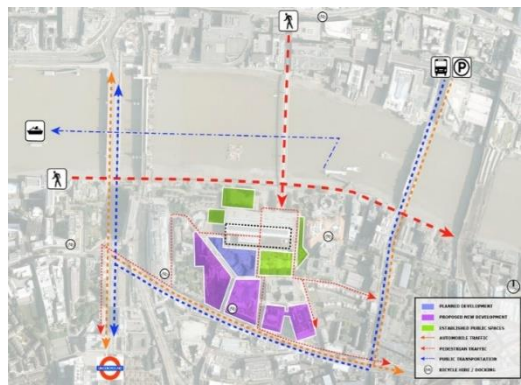 P
PLANNED DEVELOPMENT
PROPOSED NEW DEVELOPMENT
ESTABLISHED PUBLIC SPACES
AUTOMOBILE TRAFFIC
PEDESTRIAN TRAFFIC
PUBLIC TRANSPORTATION
BICYCLE HIRE / DOCKING